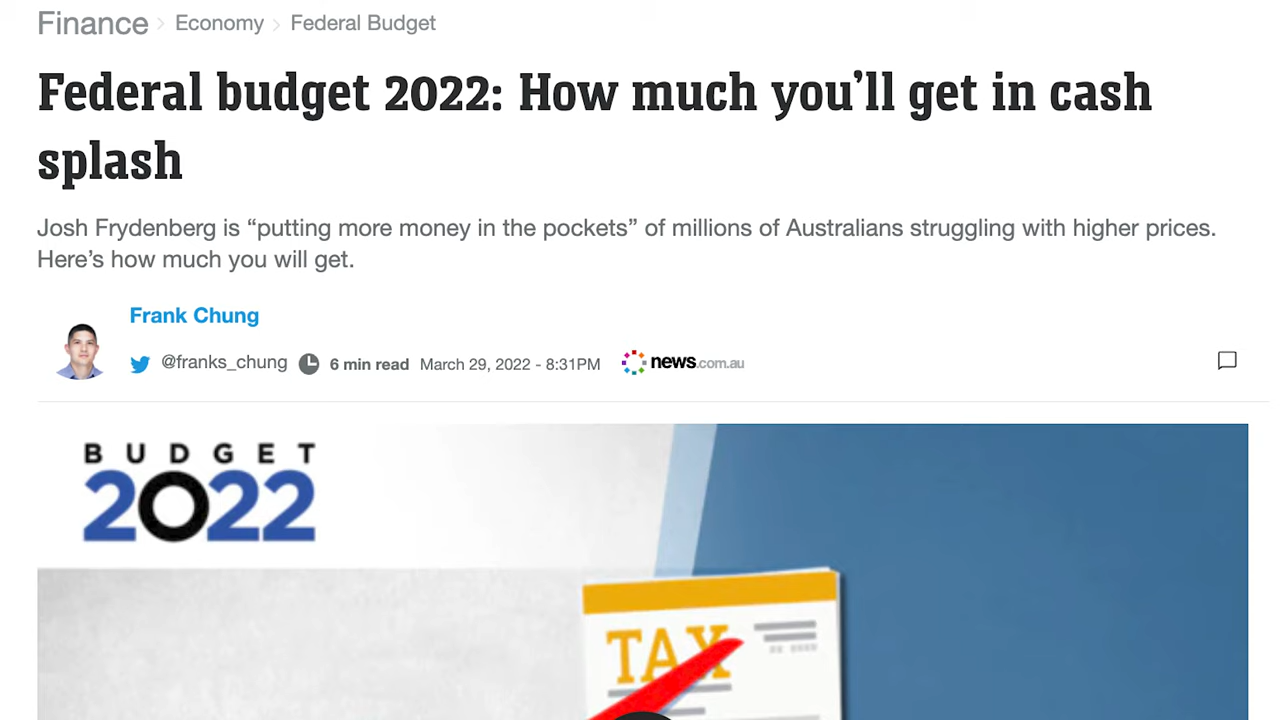 Finance > Economy > Federal Budget
Federal budget 2022: How much you’ll get in cash
splash
Josh Frydenberg is “putting more money in the pockets” of millions of Australians struggling with higher prices.
Here’s how much you will get.
Frank Chung
@franks_chung 6 min read March 29, 2022 - 8:31PM news.com.au
BUDGET
2022
TAX